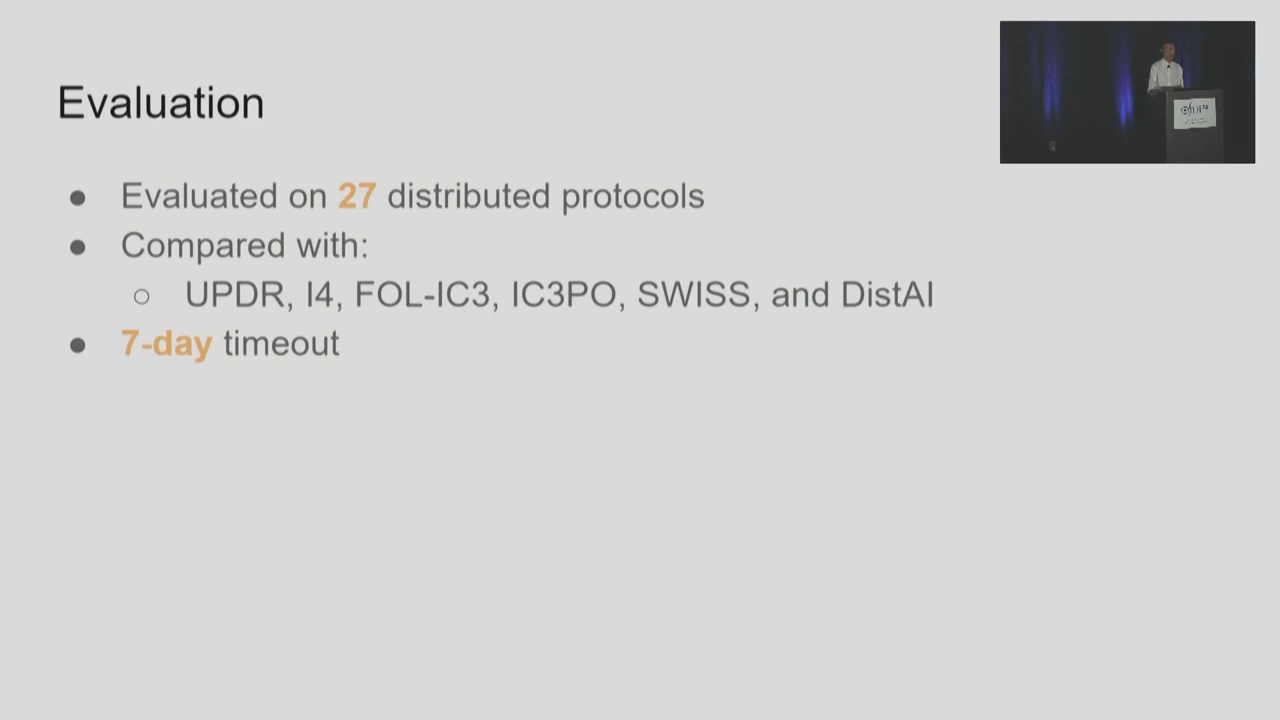 Evaluation
● Evaluated on 27 distributed protocols
● Compared with:
○ UPDR, I4, FOL-IC3, IC3PO, SWISS, and DistAI
● 7-day timeout